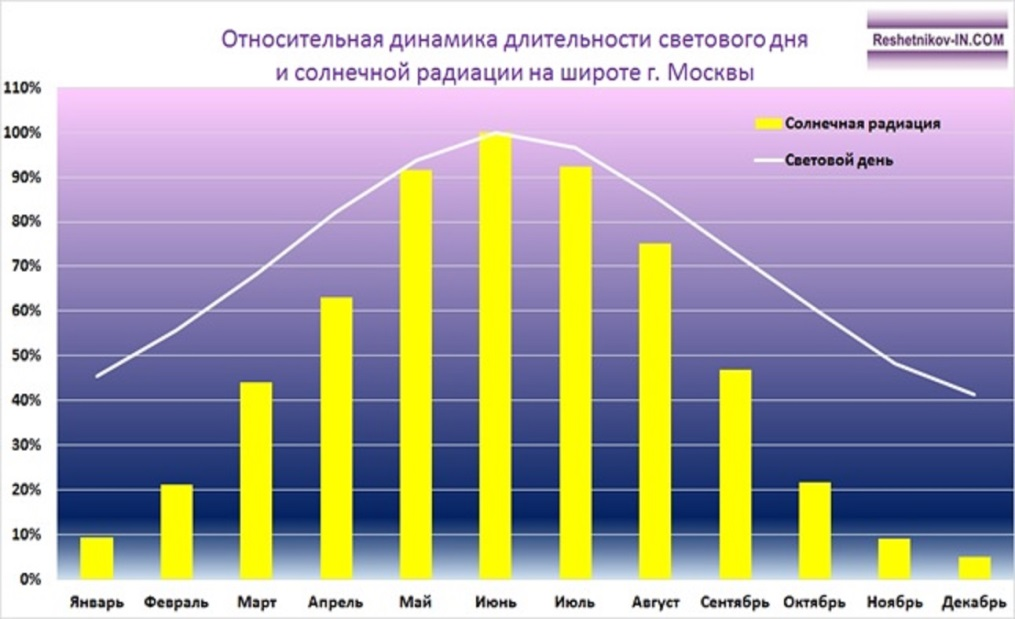 Относительная динамика длительности светового дня
и солнечной радиации на широте г. Москвы
Reshetnikov-IN.COM
110%
100%
90%
80%
70%
60%
50%
40%
30%
20%
10%
0%
Солнечная радиация
Световой день
Январь Февраль Март Апрель Май Июнь Июль Август Сентябрь Октябрь Ноябрь Декабрь